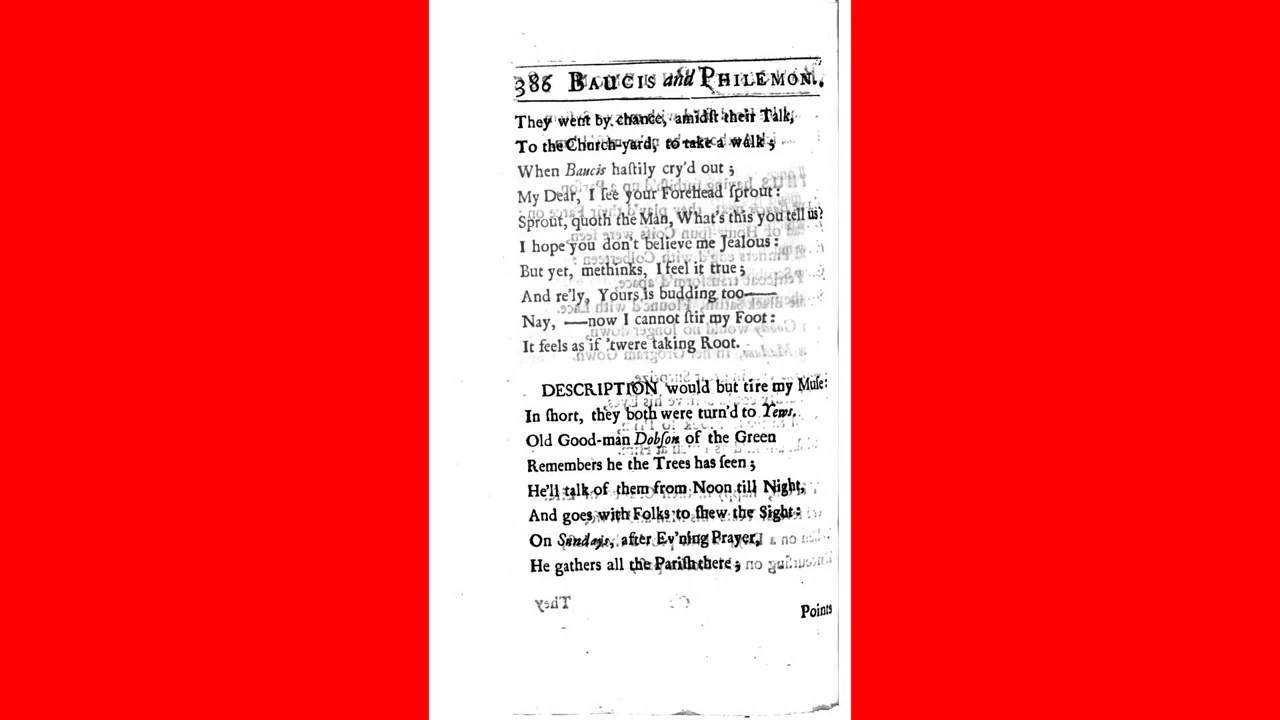 386 BAUCIS and PHILEMON.
They went by chance, amidſt their Talk,
To the Church-yard, to take a walk;
When Baucis haſtily cry'd out;
My Dear, I ſee your Forehead ſprout:
Sprout, quoth the Man, What's this you tell us?
I hope you don't believe me Jealous:
But yet, methinks, I feel it true;
And re'ly, Yours is budding too——
Nay, —now I cannot ſtir my Foot:
It feels as if 'twere taking Root.
DESCRIPTION would but tire my Muſe:
In ſhort, they both were turn'd to Yews.
Old Good-man Dobſon of the Green
Remembers he the Trees has ſeen;
He'll talk of them from Noon till Night,
And goes with Folks to ſhew the Sight:
On Sundays, after Ev'ning Prayer,
He gathers all the Pariſh there;
Points